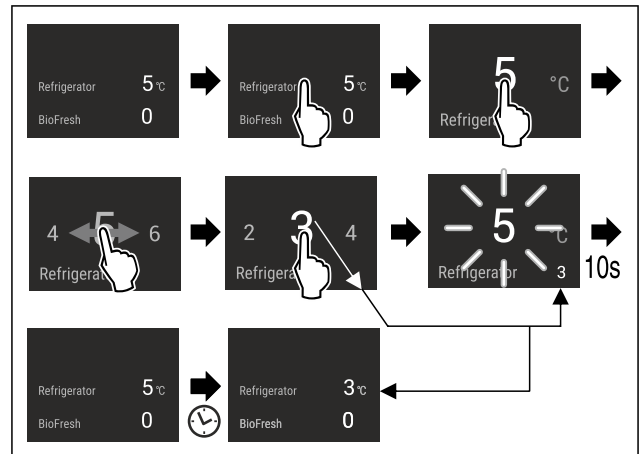 Refrigerator 5 °C
BioFresh 0
Refrigerator 5 °C
BioFresh 0
5 °C
Refriger
4 5 6
Refrigera
2 3 4
Refrigera
5 °C
Refrigerator 3
10s
Refrigerator 5 °C
BioFresh 0
Refrigerator 3 °C
BioFresh 0